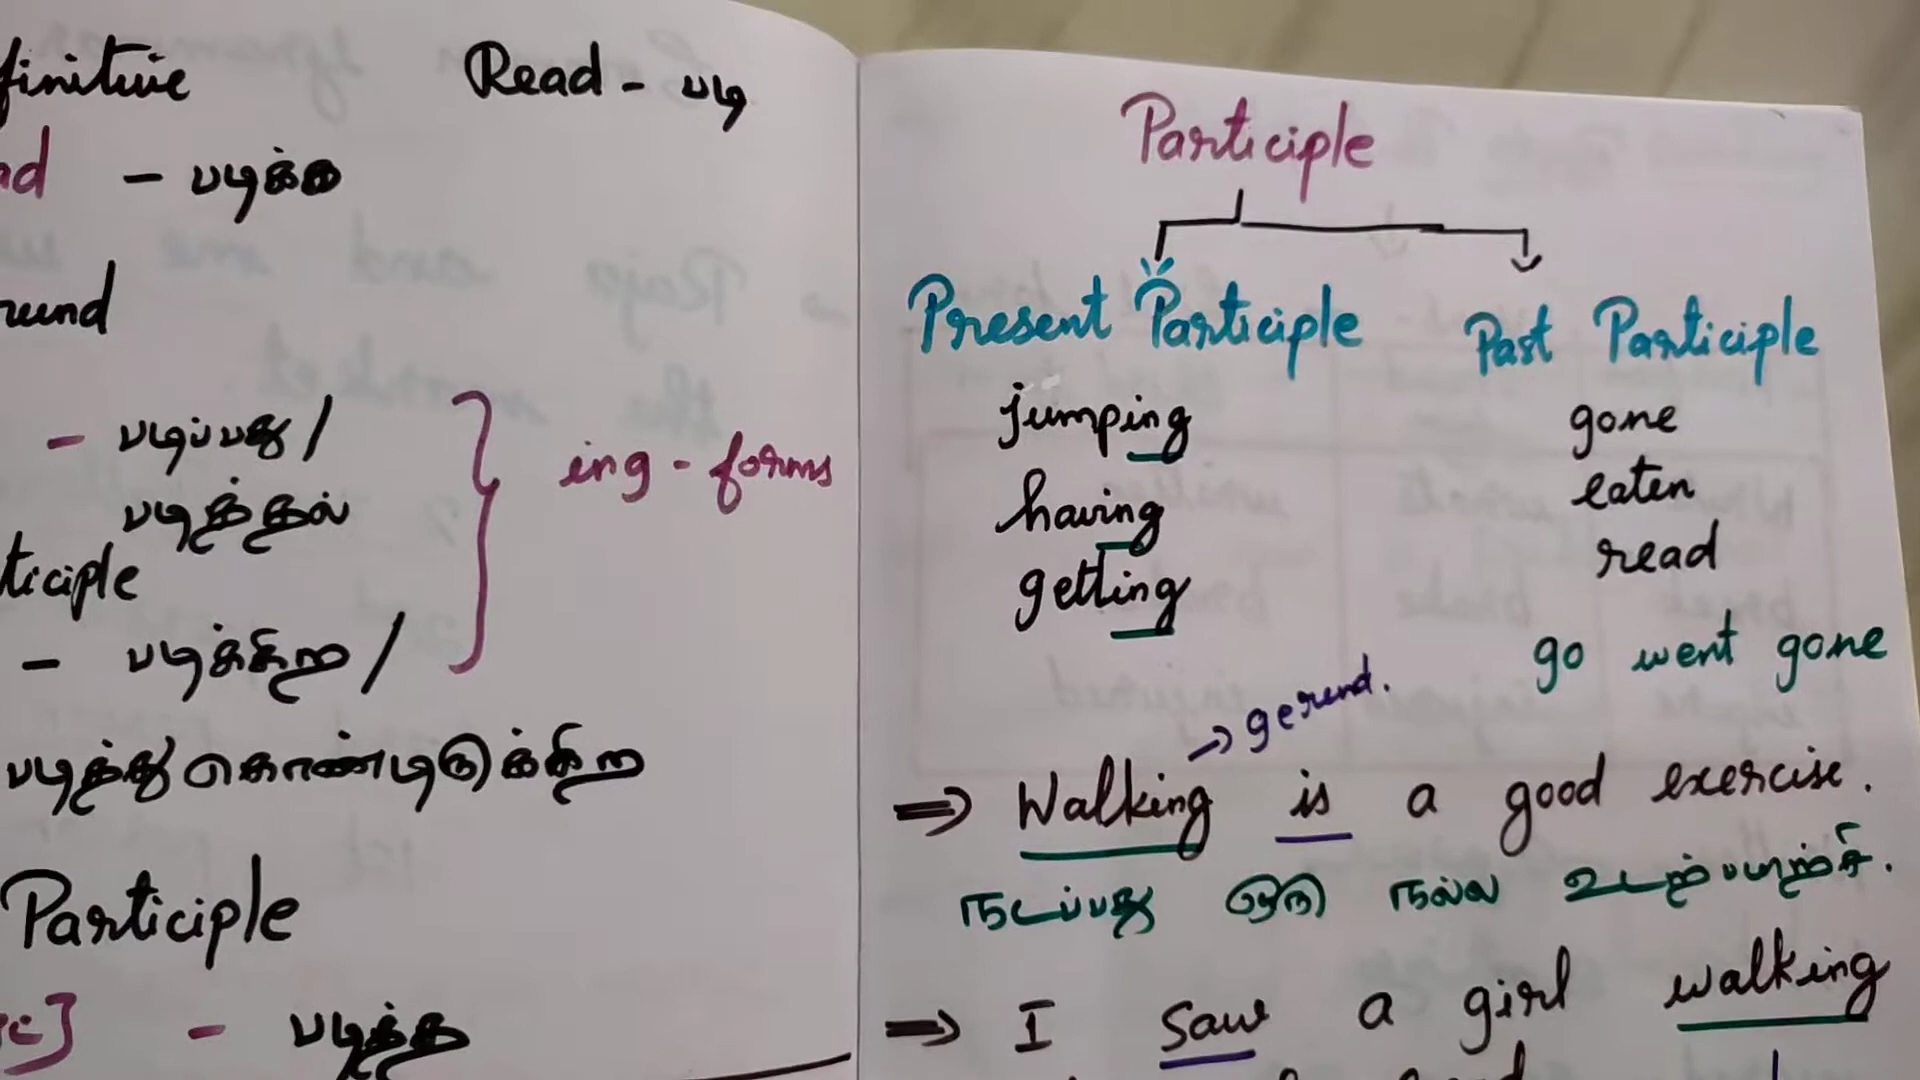 finitive Read - படி
ad - படிக்க
rund
- படிப்பது /
படித்தல்
ing - forms
ticiple
- படிக்கிற /
படித்து கொண்டிருக்கிற
Participle
] - படித்த
Participle
Present Participle Past Participle
jumping gone
having eaten
getting read
go went gone
→ gerund.
⇒ Walking is a good exercise.
நடப்பது ஒரு நல்ல உடற்பயிற்சி.
⇒ I saw a girl walking